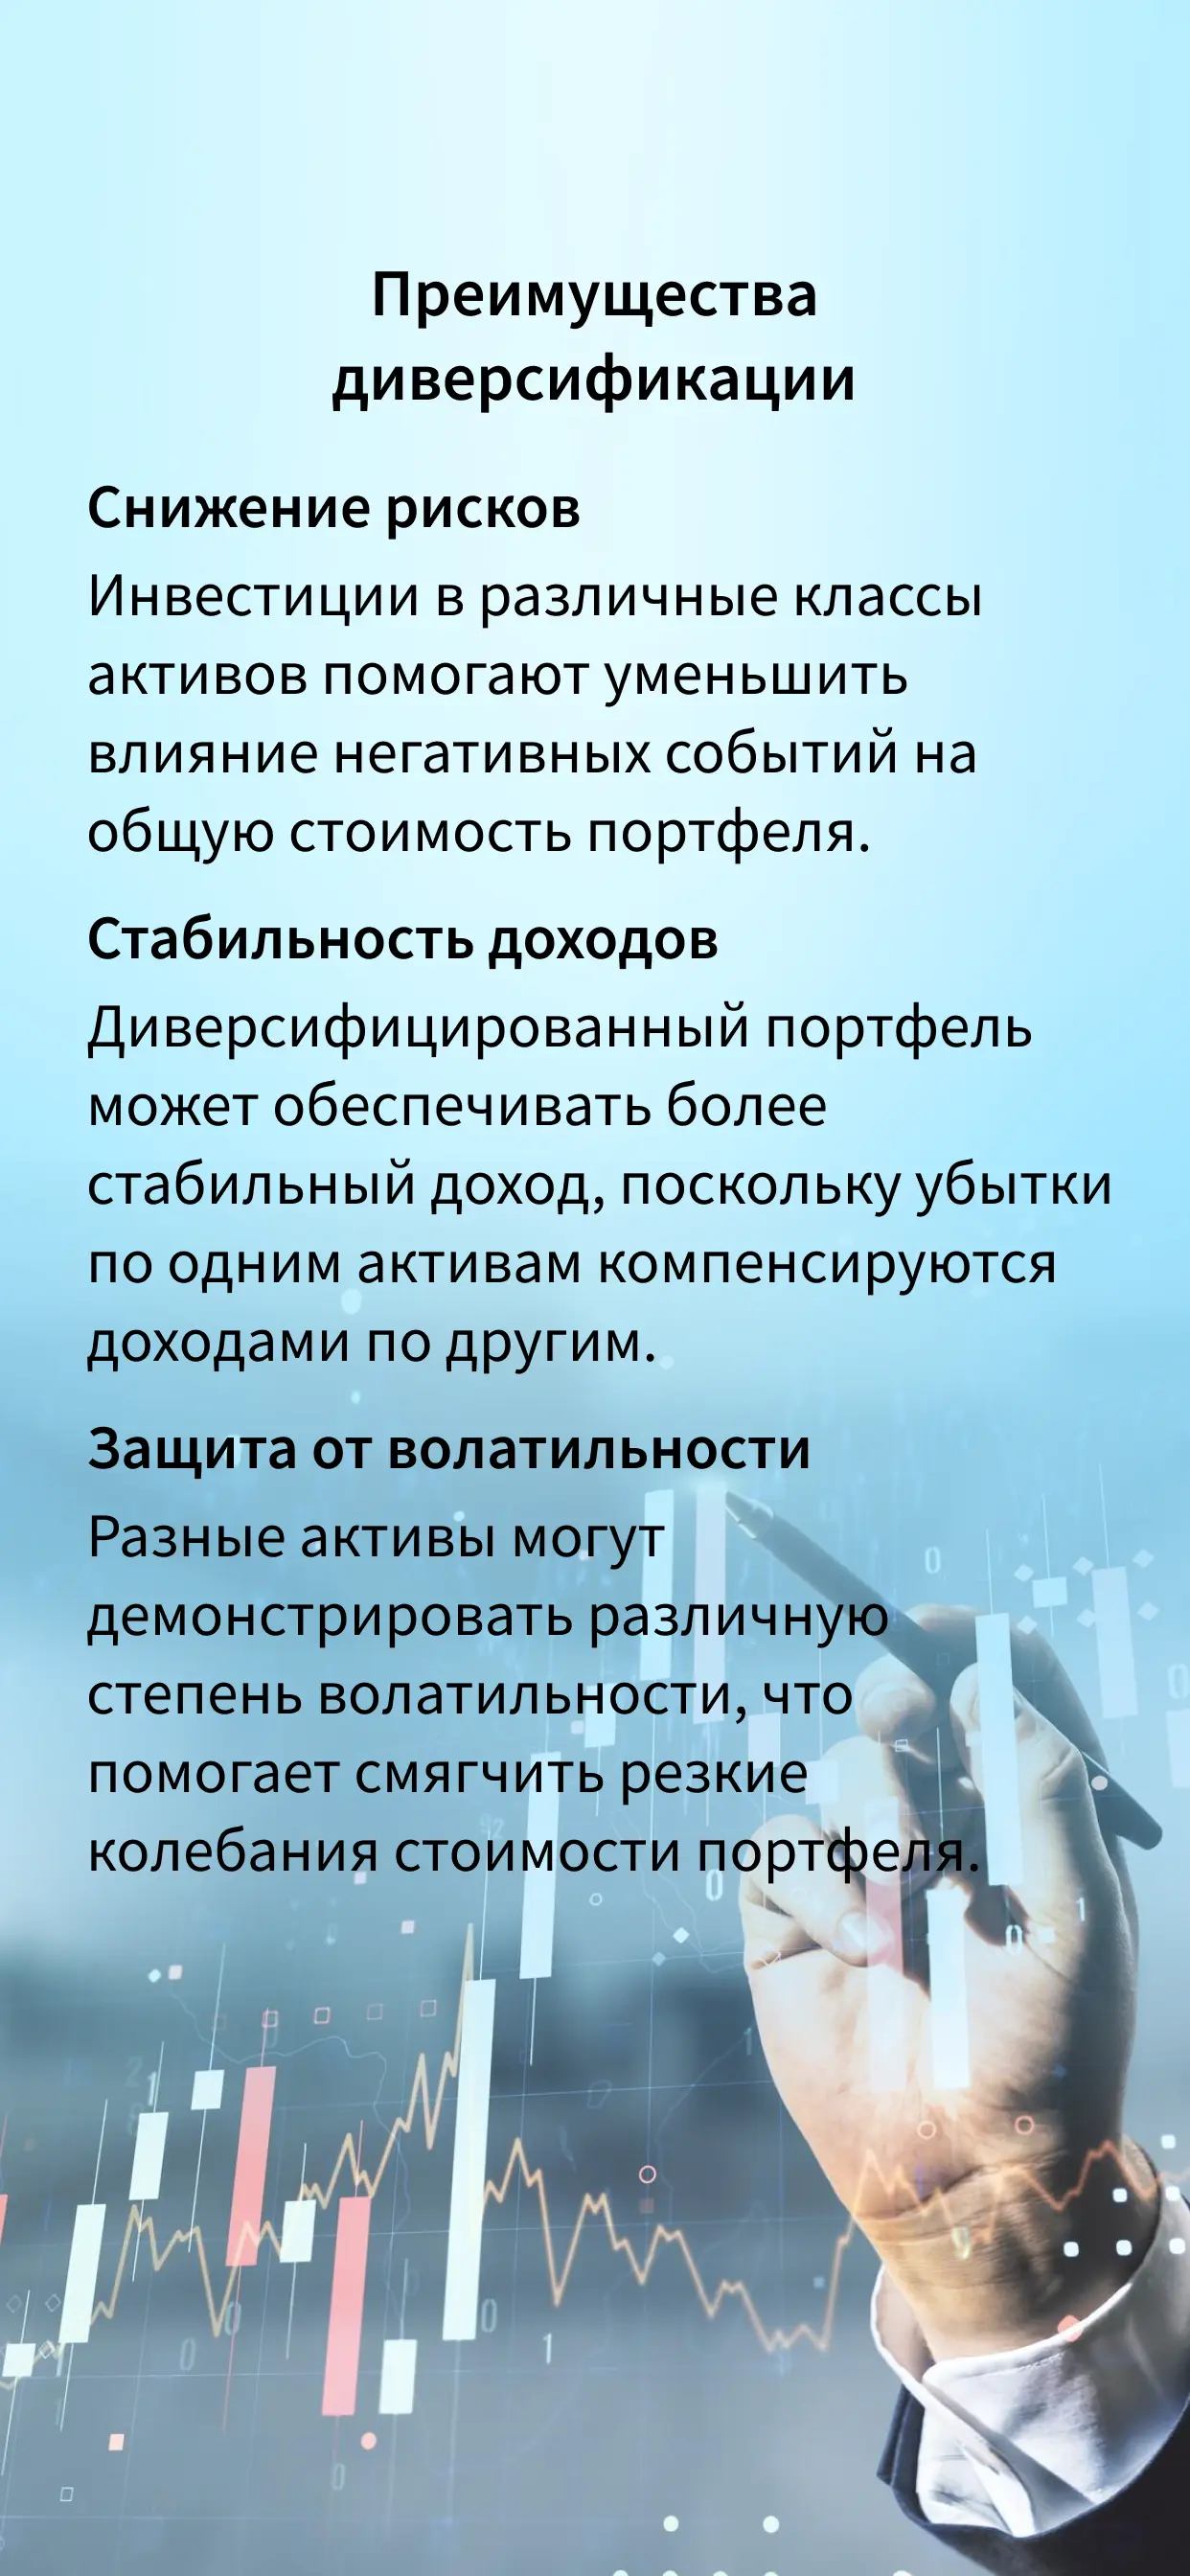 Преимущества
диверсификации
Снижение рисков
Инвестиции в различные классы
активов помогают уменьшить
влияние негативных событий на
общую стоимость портфеля.
Стабильность доходов
Диверсифицированный портфель
может обеспечивать более
стабильный доход, поскольку убытки
по одним активам компенсируются
доходами по другим.
Защита от волатильности
Разные активы могут
демонстрировать различную
степень волатильности, что
помогает смягчить резкие
колебания стоимости портфеля.